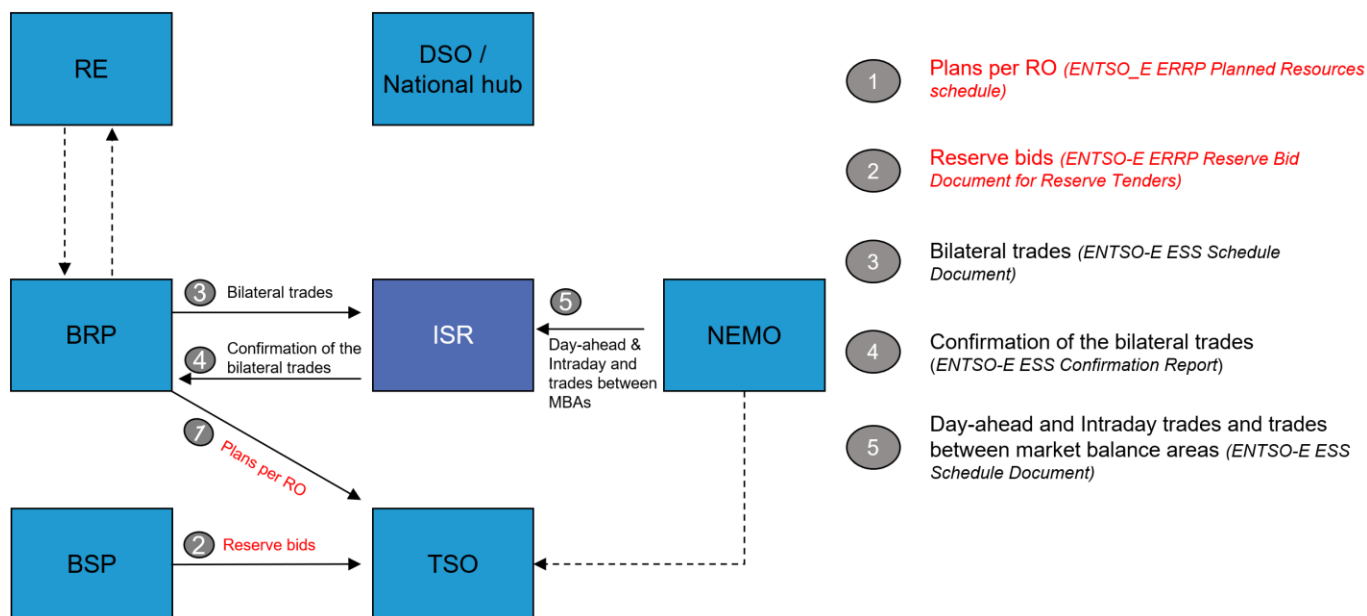 RE
DSO /
National hub
1
Plans per RO (ENTSO_E ERRP Planned Resources
schedule)
2
Reserve bids (ENTSO-E ERRP Reserve Bid
Document for Reserve Tenders)
3
Bilateral trades (ENTSO-E ESS Schedule
Document)
4
Confirmation of the bilateral trades
(ENTSO-E ESS Confirmation Report)
5
Day-ahead and Intraday trades and trades
between market balance areas (ENTSO-E ESS
Schedule Document)
BRP
3 Bilateral trades
4 Confirmation of the
bilateral trades
ISR
5
Day-ahead &
Intraday and
trades between
MBAs
NEMO
1
Plans per RO
BSP
2 Reserve bids
TSO